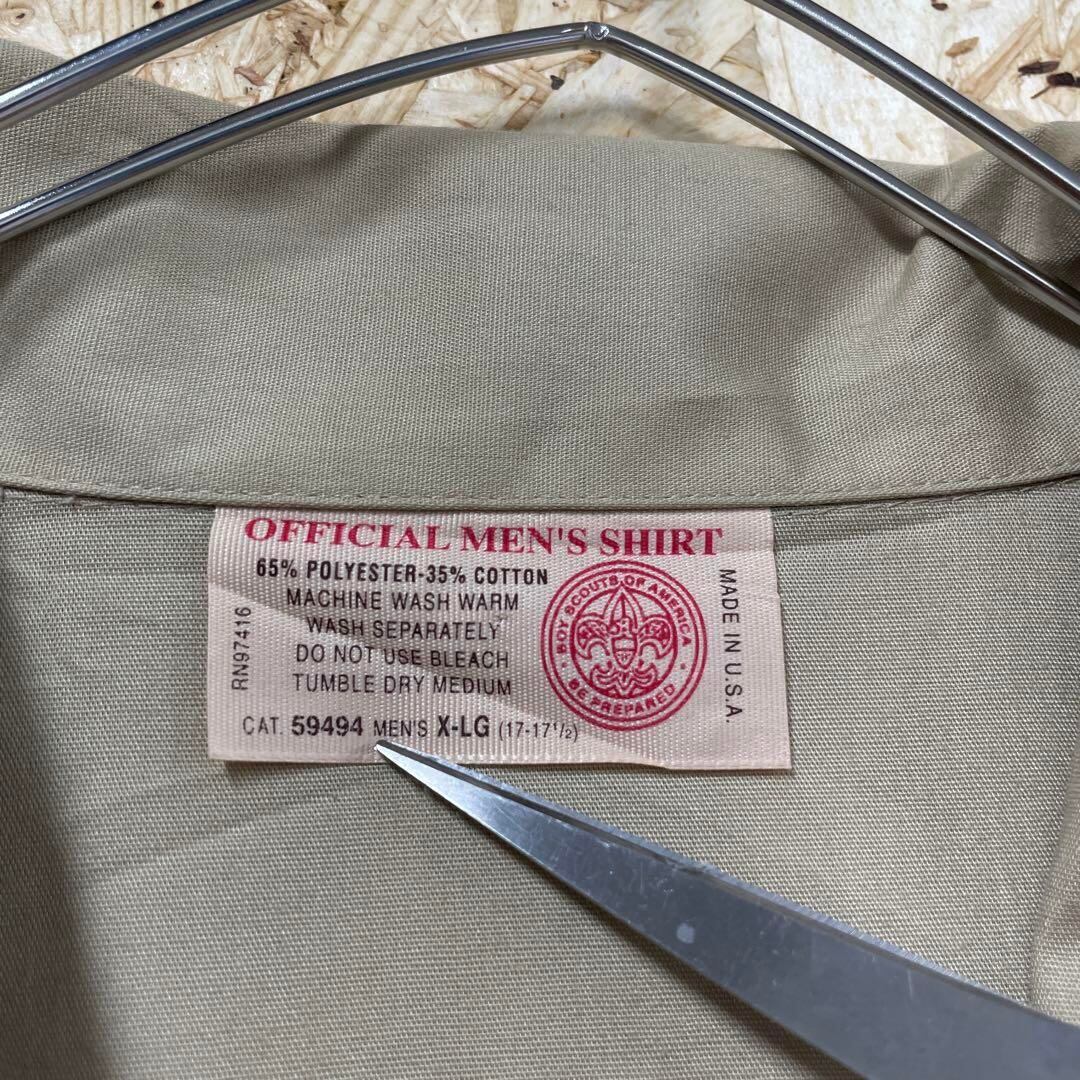 OFFICIAL MEN'S SHIRT
65% POLYESTER-35% COTTON
MACHINE WASH WARM
WASH SEPARATELY
DO NOT USE BLEACH
TUMBLE DRY MEDIUM
CAT. 59494 MEN'S X-LG (17-17½)
RN97416
BOY SCOUTS OF AMERICA
BE PREPARED
MADE IN U.S.A.